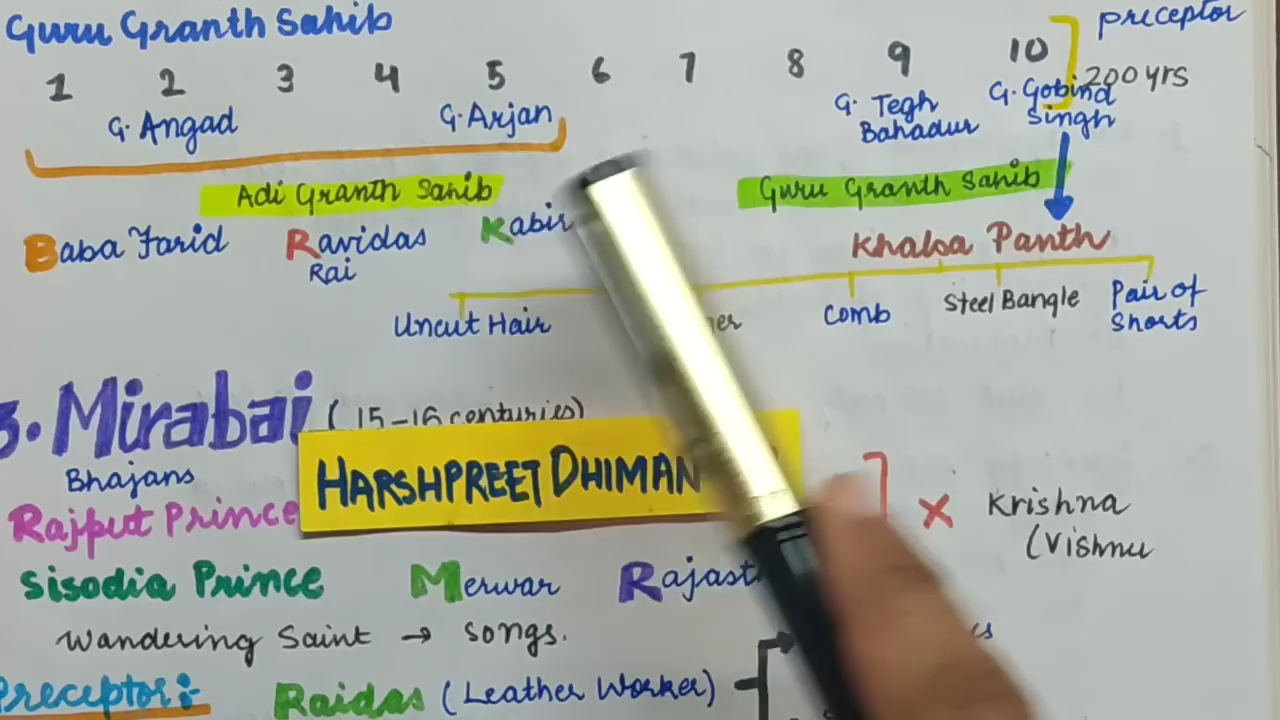 Guru Granth Sahib
preceptor
1 2 3 4 5 6 7 8 9 10
200 yrs
G. Angad G. Arjan G. Tegh Bahadur G. Gobind Singh
Adi Granth Sahib Guru Granth Sahib
Baba Farid Ravidas Kabir Khalsa Panth
Rai
Uncut Hair Comb Steel Bangle Pair of Shorts
3. Mirabai (15-16 centuries)
Bhajans
HARSHPREET DHIMAN
Rajput Prince
× Krishna
(Vishnu
Sisodia Prince Merwar
Wandering Saint → songs.
Preceptor:- Raidas (Leather Worker)